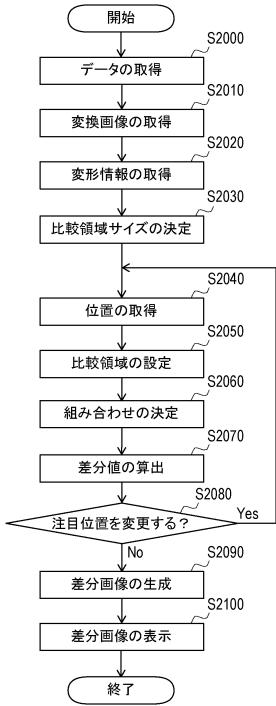 開始
S2000
データの取得
S2010
変換画像の取得
S2020
変形情報の取得
S2030
比較領域サイズの決定
S2040
位置の取得
S2050
比較領域の設定
S2060
組み合わせの決定
S2070
差分値の算出
S2080
注目位置を変更する？
Yes
No
S2090
差分画像の生成
S2100
差分画像の表示
終了